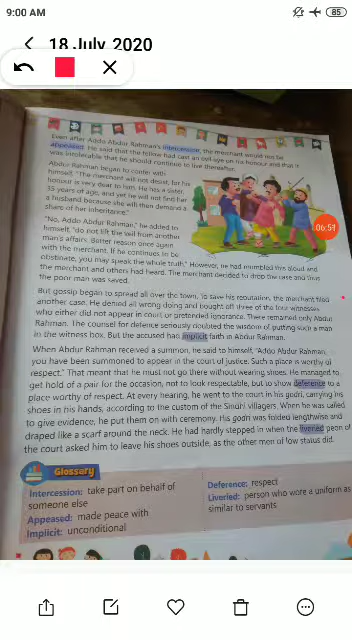 9:00 AM
85
18 July, 2020
Even after Addo Abdur Rahman's intercession, the merchant would not be
appeased. He said that the fellow had cast an evil eye on his honour and that it
was intolerable that he should continue to live thereafter.
Abdur Rahman began to confer with
himself, "The merchant will not desist, for his
honour is very dear to him. He has a sister,
35 years of age, and yet he will not find her
a husband because she will then demand a
share of her inheritance."
"No, Addo Abdur Rahman," he added to
himself, "do not lift the veil from another
man's affairs. Better reason once again
with the merchant. If he continues to be
obstinate, you may speak the whole truth." However, he had mumbled this aloud and
the merchant and others had heard. The merchant decided to drop the case and thus
the poor man was saved.
06:51
But gossip began to spread all over the town. To save his reputation, the merchant filed
another case. He denied all wrong doing and bought off three of the four witnesses
who either did not appear in court or pretended ignorance. There remained only Abdur
Rahman. The counsel for defence seriously doubted the wisdom of putting such a man
in the witness box. But the accused had implicit faith in Abdur Rahman.
When Abdur Rahman received a summon, he said to himself, "Addo Abdur Rahman,
you have been summoned to appear in the court of justice. Such a place is worthy of
respect." That meant that he must not go there without wearing shoes. He managed to
get hold of a pair for the occasion, not to look respectable, but to show deference to a
place worthy of respect. At every hearing, he went to the court in his godri, carrying his
shoes in his hands, according to the custom of the Sindhi villagers. When he was called
to give evidence, he put them on with ceremony. His godri was folded lengthwise and
draped like a scarf around the neck. He had hardly stepped in when the liveried peon of
the court asked him to leave his shoes outside, as the other men of low status did.
Glossary
Intercession: take part on behalf of
someone else
Appeased: made peace with
Implicit: unconditional
Deference: respect
Liveried: person who wore a uniform as
similar to servants